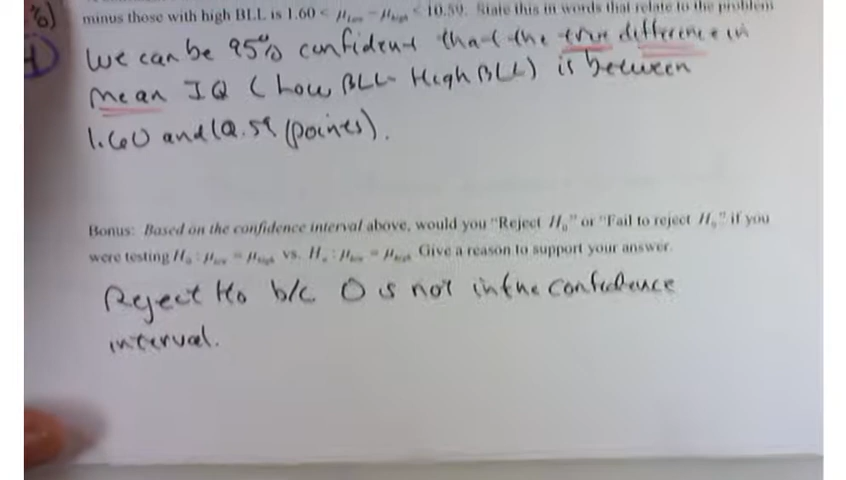 minus those with high BLL is 1.60 < μlow − μhigh < 10.59. State this in words that relate to the problem
We can be 95% confident that the true difference in
mean IQ (Low BLL - High BLL) is between
1.60 and 10.59 (points).
Bonus: Based on the confidence interval above, would you "Reject H₀" or "Fail to reject H₀" if you
were testing H₀ : μlow = μhigh vs. Hₐ : μlow = μhigh Give a reason to support your answer.
Reject Ho b/c 0 is not in the confidence
interval.